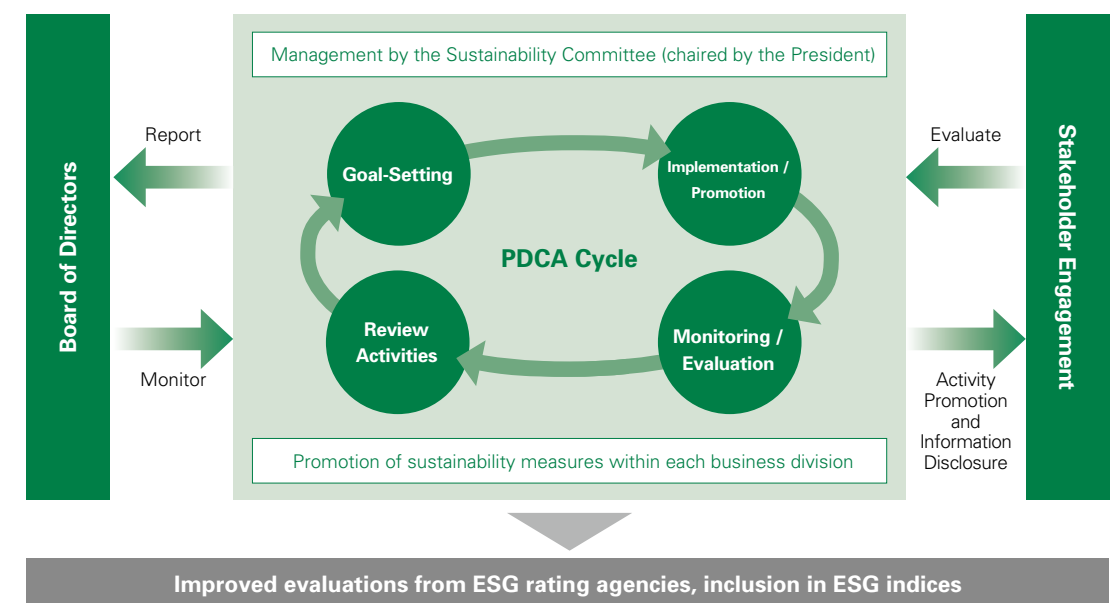 Management by the Sustainability Committee (chaired by the President)
Board of Directors
Report
Monitor
Goal-Setting
Implementation /
Promotion
PDCA Cycle
Review
Activities
Monitoring /
Evaluation
Promotion of sustainability measures within each business division
Evaluate
Activity
Promotion
and
Information
Disclosure
Stakeholder Engagement
Improved evaluations from ESG rating agencies, inclusion in ESG indices